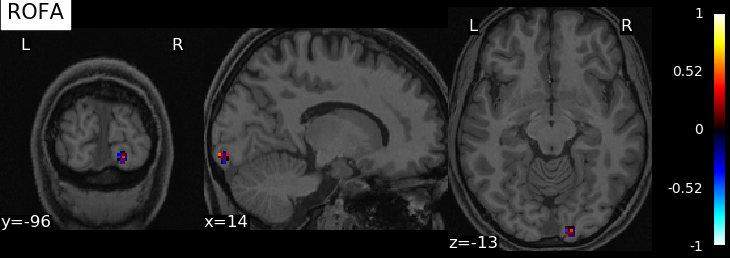 ROFA
L R
L R
1
0.52
0
-0.52
-1
y=-96
x=14
z=-13